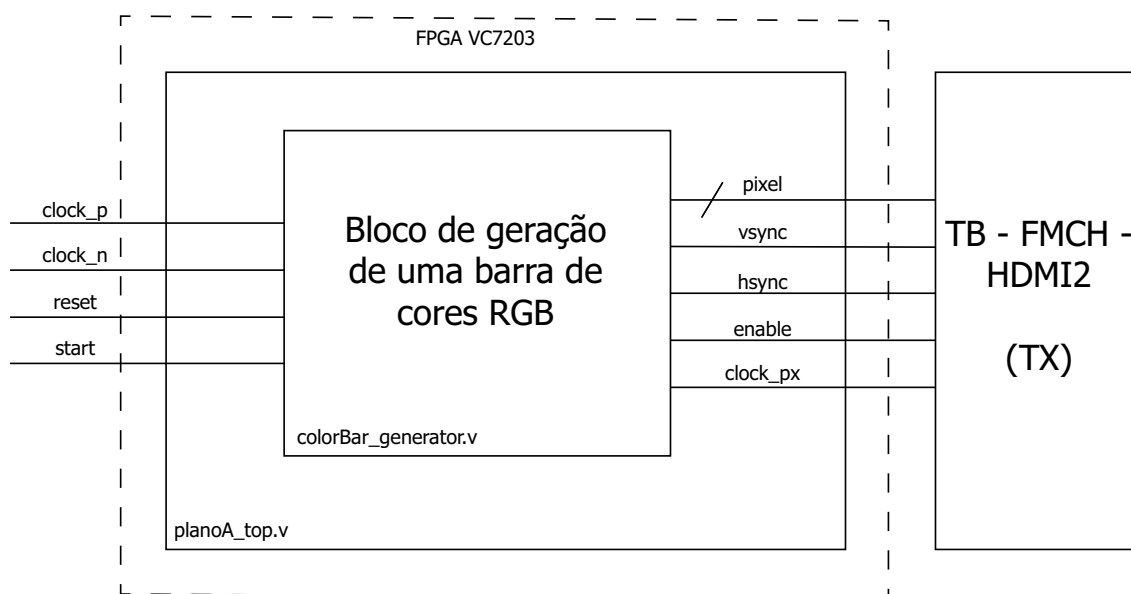 FPGA VC7203
clock_p
clock_n
reset
start
Bloco de geração
de uma barra de
cores RGB
colorBar_generator.v
planoA_top.v
pixel
vsync
hsync
enable
clock_px
TB - FMCH -
HDMI2
(TX)